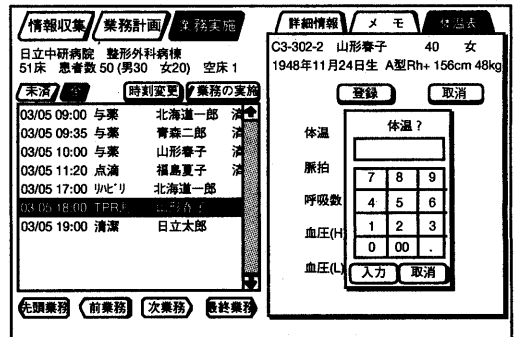 情報収集 業務計画 業務実施
日立中研病院 整形外科病棟
51床 患者数 50 (男30 女20) 空床 1
未済 全 時刻変更 業務の実施
03/05 09:00 与薬 北海道一郎 済
03/05 09:35 与薬 青森二郎 済
03/05 10:00 与薬 山形春子 済
03/05 11:20 点滴 福島夏子 済
03/05 17:00 リハビリ 北海道一郎
03/05 18:00 TPR 山形春子
03/05 19:00 清潔 日立太郎
先頭業務 前業務 次業務 最終業務
詳細情報 メモ 体温表
C3-302-2 山形春子 40 女
1948年11月24日生 A型Rh+ 156cm 48kg
登録 取消
体温
脈拍
呼吸数
血圧(H)
血圧(L)
体温 ?
7 8 9
4 5 6
1 2 3
0 00 .
入力 取消